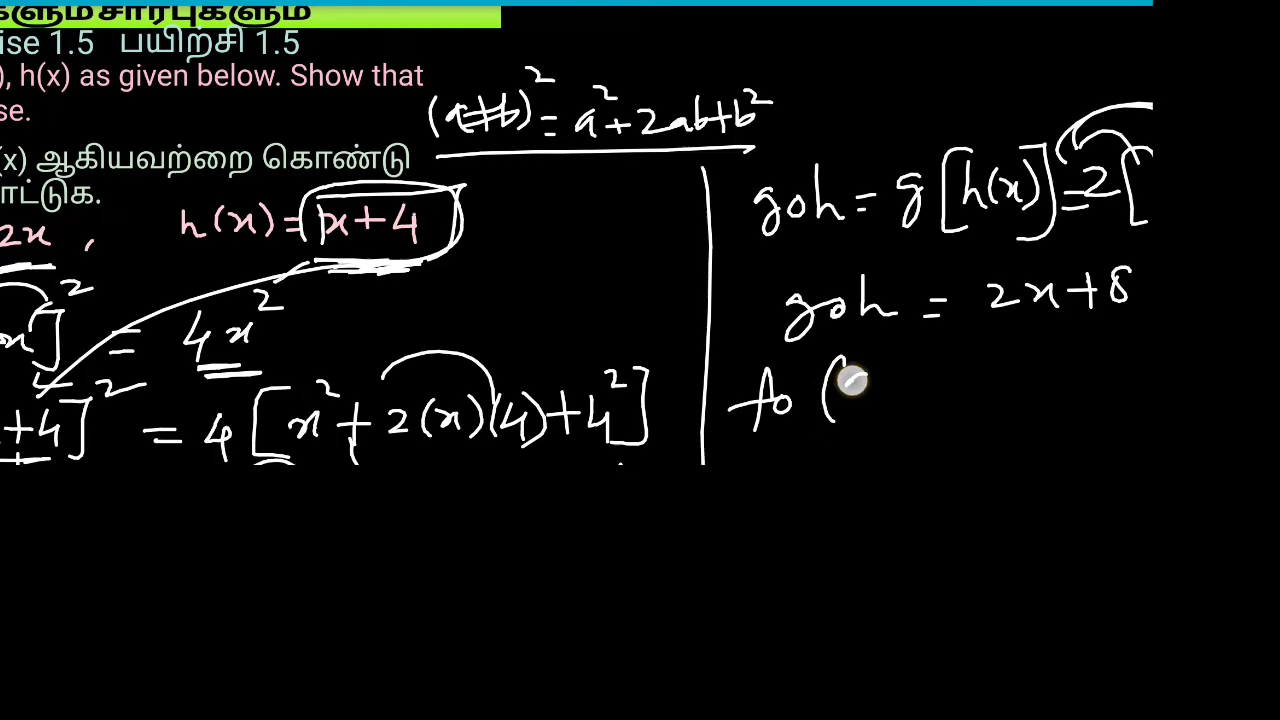 களும் சார்புகளும்
ise 1.5 பயிற்சி 1.5
), h(x) as given below. Show that
se.
(x) ஆகியவற்றை கொண்டு
ாட்டுக.
2x , h(x) = x+4
x]² = 4x²
+4]² = 4[x²+2(x)(4)+4²]
(a+b)² = a²+2ab+b²
goh = g[h(x)] = 2[
goh = 2x+8
fo(